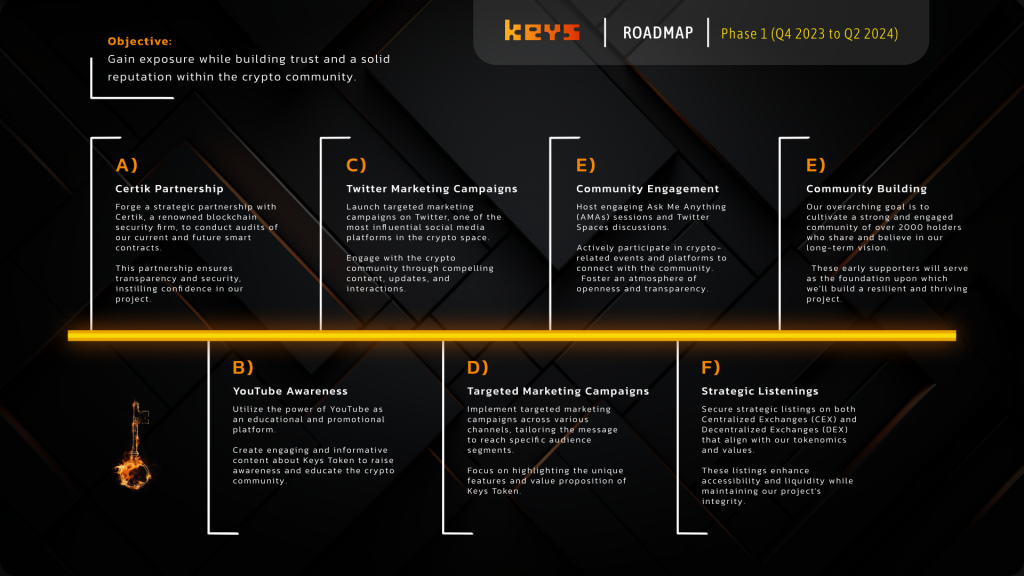 keys
ROADMAP
Phase 1 (Q4 2023 to Q2 2024)
Objective:
Gain exposure while building trust and a solid
reputation within the crypto community.
A)
Certik Partnership
Forge a strategic partnership with
Certik, a renowned blockchain
security firm, to conduct audits of
our current and future smart
contracts.
This partnership ensures
transparency and security,
instilling confidence in our
project.
B)
YouTube Awareness
Utilize the power of YouTube as
an educational and promotional
platform.
Create engaging and informative
content about Keys Token to raise
awareness and educate the crypto
community.
C)
Twitter Marketing Campaigns
Launch targeted marketing
campaigns on Twitter, one of the
most influential social media
platforms in the crypto space.
Engage with the crypto
community through compelling
content, updates, and
interactions.
D)
Targeted Marketing Campaigns
Implement targeted marketing
campaigns across various
channels, tailoring the message
to reach specific audience
segments.
Focus on highlighting the unique
features and value proposition of
Keys Token.
E)
Community Engagement
Host engaging Ask Me Anything
(AMAs) sessions and Twitter
Spaces discussions.
Actively participate in crypto-
related events and platforms to
connect with the community.
Foster an atmosphere of
openness and transparency.
F)
Strategic Listenings
Secure strategic listings on both
Centralized Exchanges (CEX) and
Decentralized Exchanges (DEX)
that align with our tokenomics
and values.
These listings enhance
accessibility and liquidity while
maintaining our project's
integrity.
E)
Community Building
Our overarching goal is to
cultivate a strong and engaged
community of over 2000 holders
who share and believe in our
long-term vision.
These early supporters will serve
as the foundation upon which
we'll build a resilient and thriving
project.